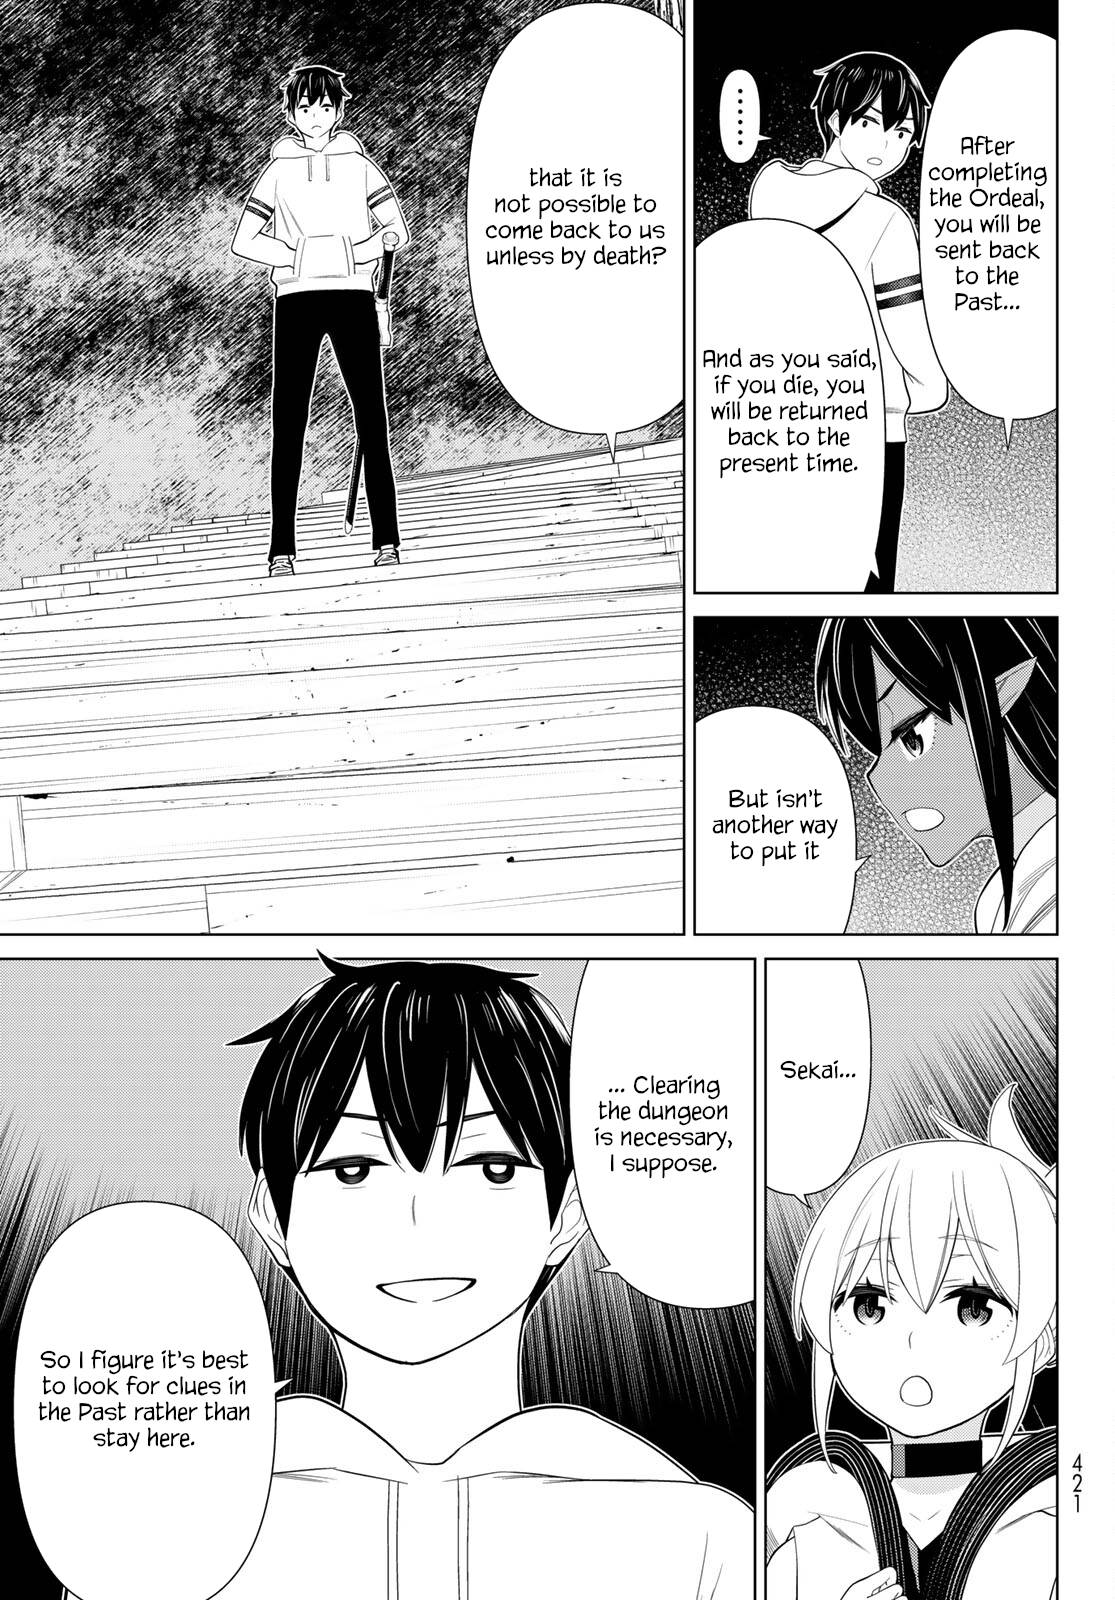 After
completing
the Ordeal,
you will be
sent back
to the
Past...
.......
And as you said,
if you die, you
will be returned
back to the
present time.
But isn't
another way
to put it
that it is
not possible to
come back to us
unless by death?
Sekai...
... Clearing
the dungeon
is necessary,
I suppose.
So I figure it's best
to look for clues in
the Past rather than
stay here.
421